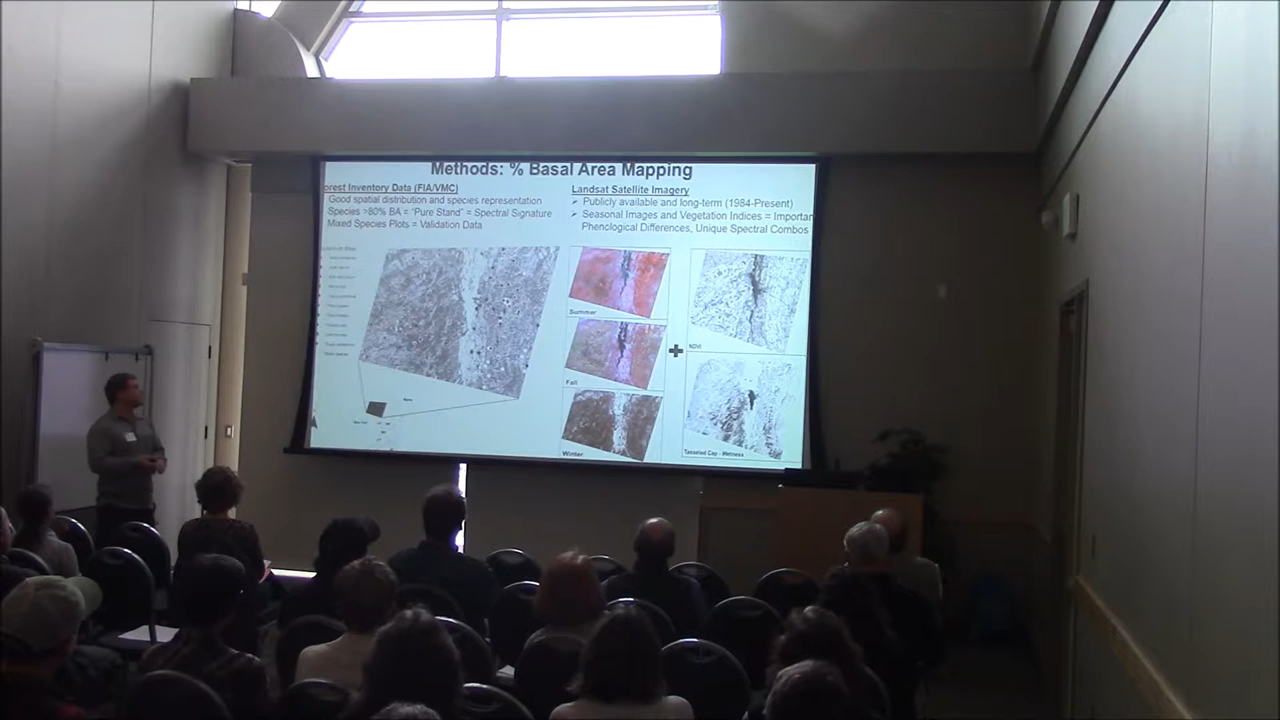 Methods: % Basal Area Mapping
orest Inventory Data (FIA/VMC)
Good spatial distribution and species representation
Species >80% BA = "Pure Stand" = Spectral Signature
Mixed Species Plots = Validation Data
Landsat Satellite Imagery
➤ Publicly available and long-term (1984-Present)
➤ Seasonal Images and Vegetation Indices = Importan
Phenological Differences, Unique Spectral Combos
Summer
Fall
Winter
+
NDVI
Tasseled Cap - Wetness